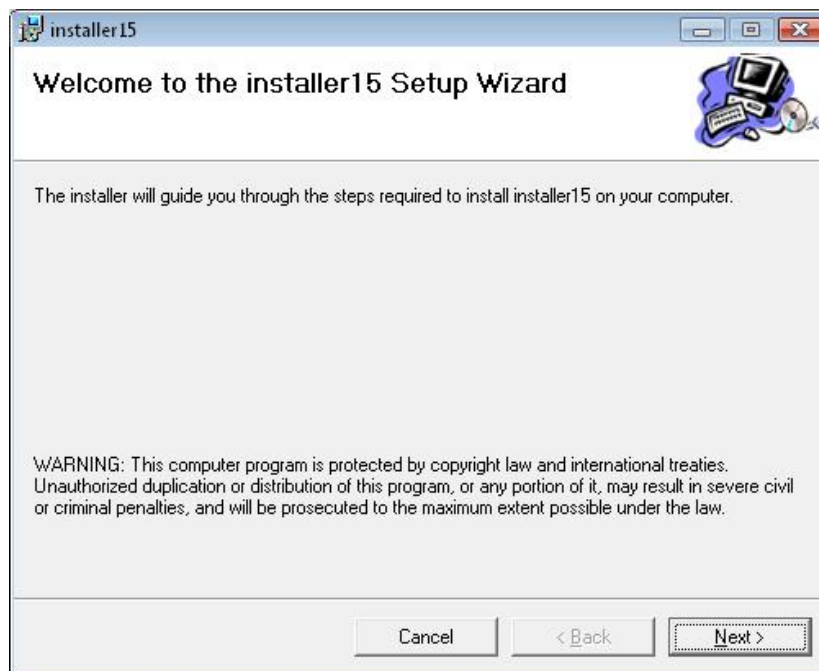 installer15
Welcome to the installer15 Setup Wizard
The installer will guide you through the steps required to install installer15 on your computer.
WARNING: This computer program is protected by copyright law and international treaties.
Unauthorized duplication or distribution of this program, or any portion of it, may result in severe civil
or criminal penalties, and will be prosecuted to the maximum extent possible under the law.
Cancel
< Back
Next >